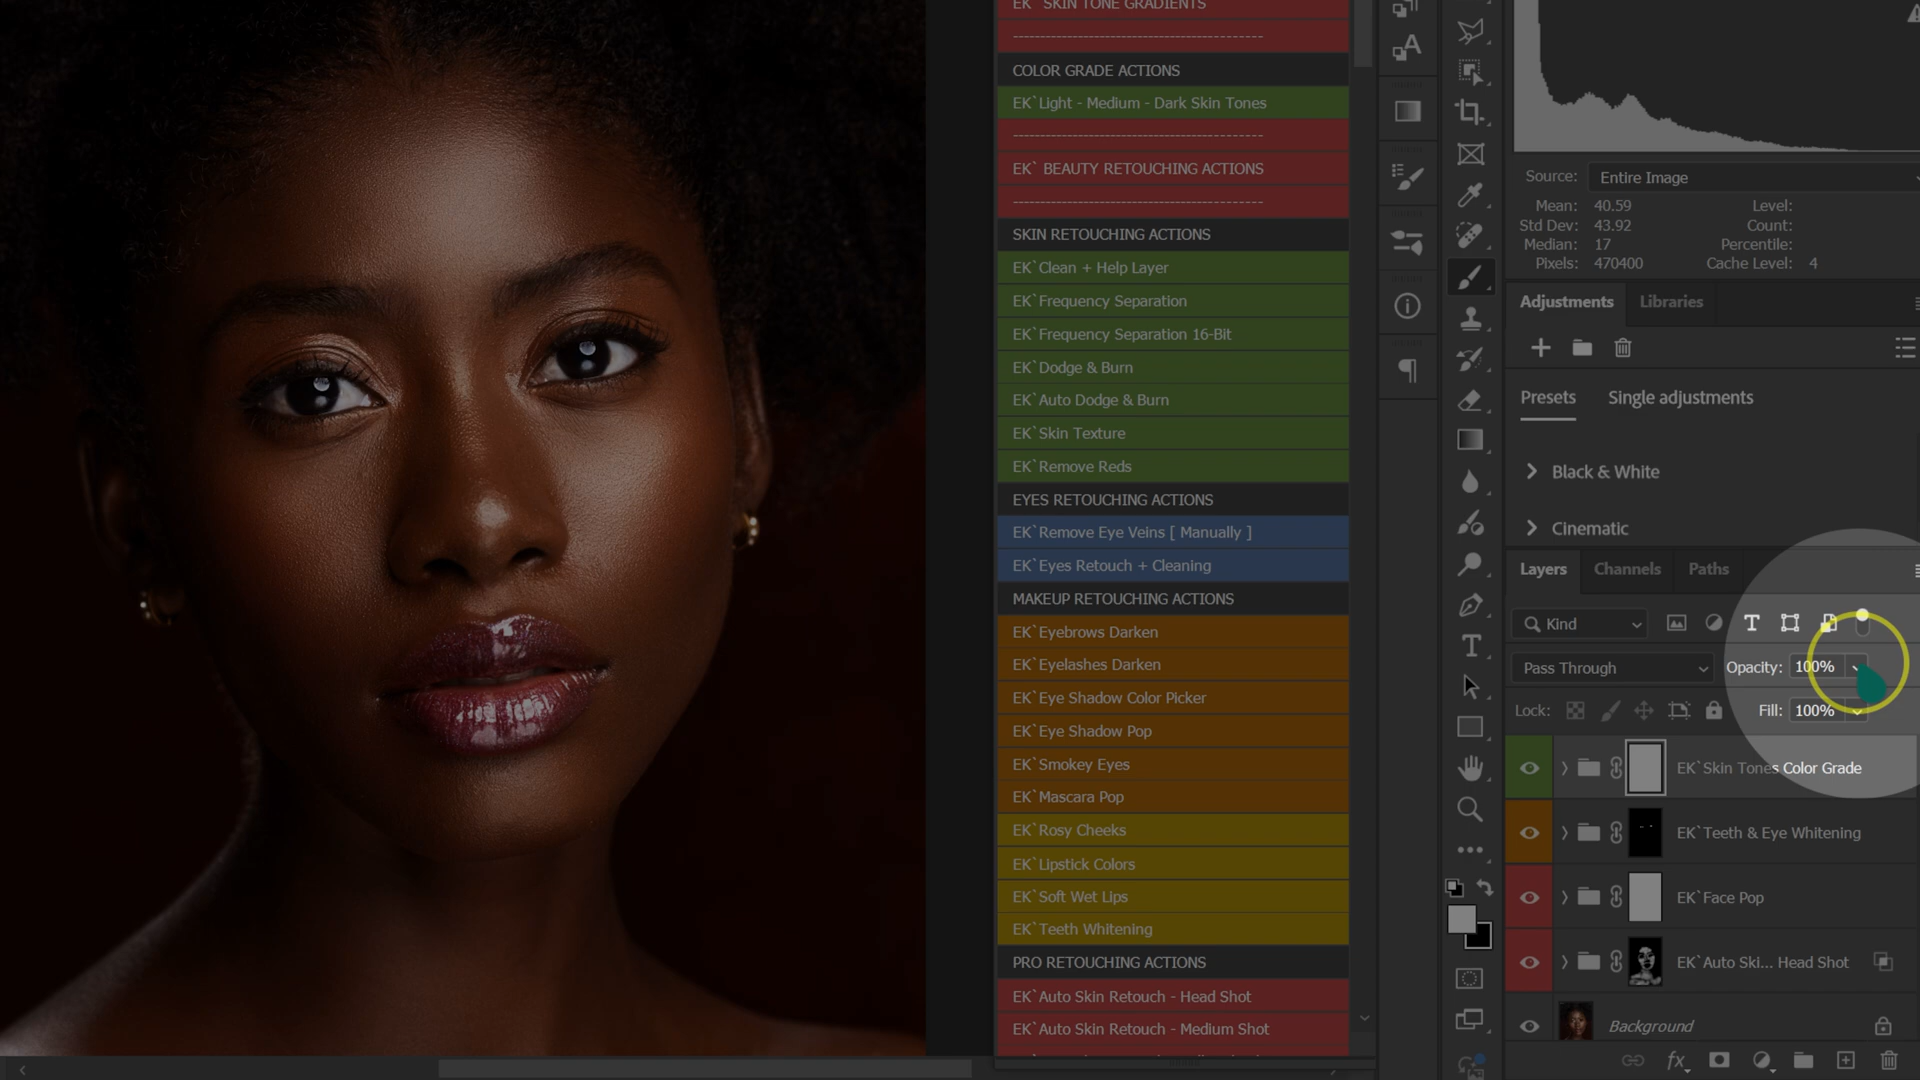 EK` SKIN TONE GRADIENTS
----------------------------------------------
COLOR GRADE ACTIONS
EK`Light - Medium - Dark Skin Tones
----------------------------------------------
EK` BEAUTY RETOUCHING ACTIONS
----------------------------------------------
SKIN RETOUCHING ACTIONS
EK`Clean + Help Layer
EK`Frequency Separation
EK`Frequency Separation 16-Bit
EK`Dodge & Burn
EK`Auto Dodge & Burn
EK`Skin Texture
EK`Remove Reds
EYES RETOUCHING ACTIONS
EK`Remove Eye Veins [ Manually ]
EK`Eyes Retouch + Cleaning
MAKEUP RETOUCHING ACTIONS
EK`Eyebrows Darken
EK`Eyelashes Darken
EK`Eye Shadow Color Picker
EK`Eye Shadow Pop
EK`Smokey Eyes
EK`Mascara Pop
EK`Rosy Cheeks
EK`Lipstick Colors
EK`Soft Wet Lips
EK`Teeth Whitening
PRO RETOUCHING ACTIONS
EK`Auto Skin Retouch - Head Shot
EK`Auto Skin Retouch - Medium Shot
Source: Entire Image
Mean: 40.59 Level:
Std Dev: 43.92 Count:
Median: 17 Percentile:
Pixels: 470400 Cache Level: 4
Adjustments Libraries
Presets Single adjustments
Black & White
Cinematic
Layers Channels Paths
Kind
Pass Through Opacity: 100%
Lock: Fill: 100%
EK`Skin Tones Color Grade
EK`Teeth & Eye Whitening
EK`Face Pop
EK`Auto Ski... Head Shot
Background
fx